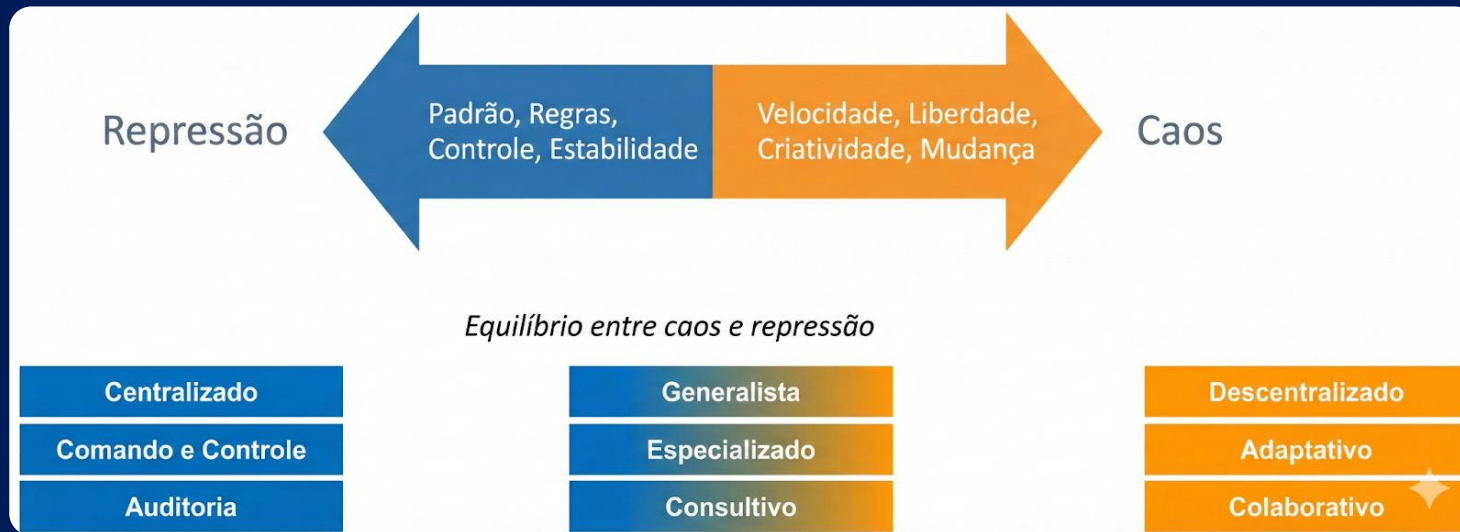 Repressão
Padrão, Regras,
Controle, Estabilidade
Velocidade, Liberdade,
Criatividade, Mudança
Caos
Equilíbrio entre caos e repressão
Centralizado
Comando e Controle
Auditoria
Generalista
Especializado
Consultivo
Descentralizado
Adaptativo
Colaborativo